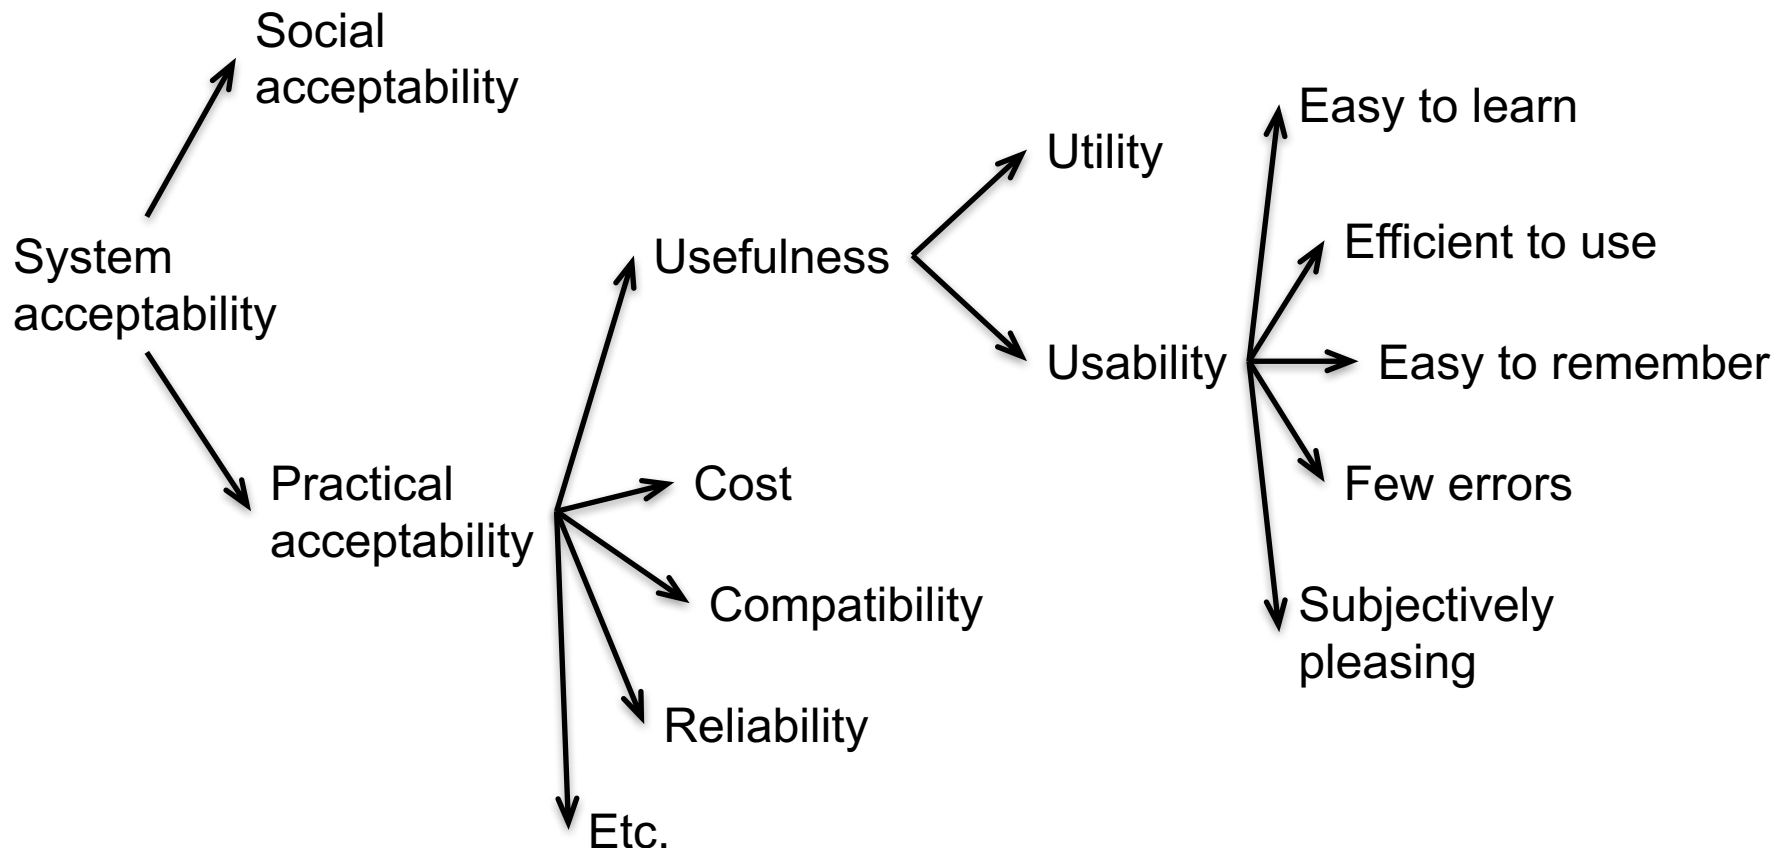 Social
acceptability
System
acceptability
Practical
acceptability
Usefulness
Cost
Compatibility
Reliability
Etc.
Utility
Usability
Easy to learn
Efficient to use
Easy to remember
Few errors
Subjectively
pleasing